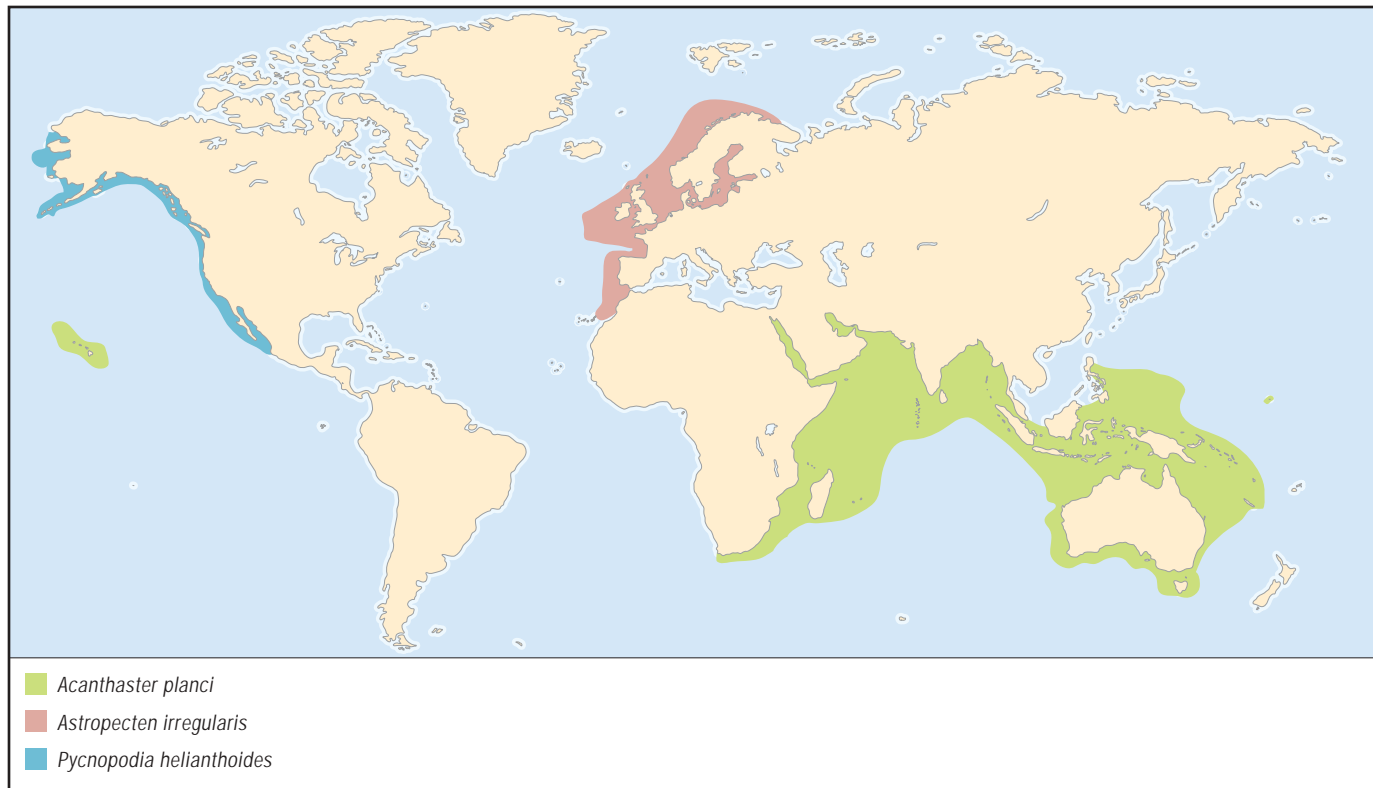 Acanthaster planci
Astropecten irregularis
Pycnopodia helianthoides